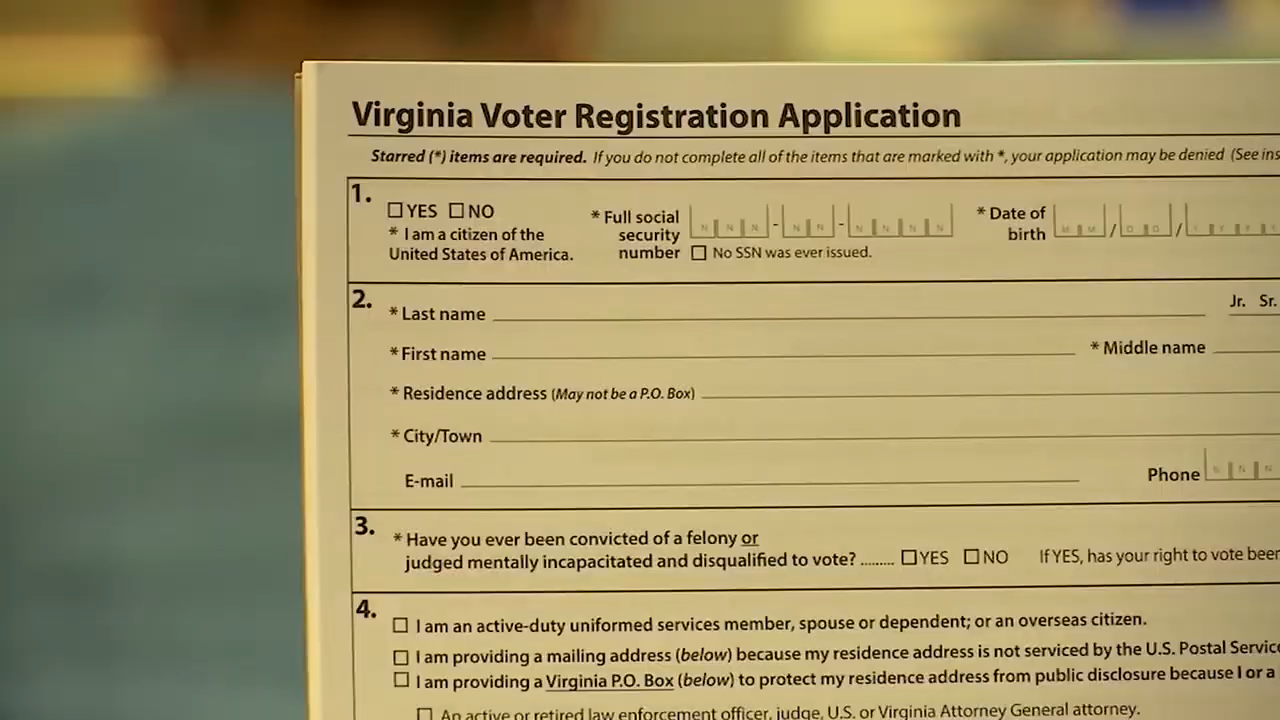 Virginia Voter Registration Application
Starred (*) items are required. If you do not complete all of the items that are marked with *, your application may be denied (See
1.
☐ YES ☐ NO
* I am a citizen of the
United States of America.
* Full social
security
number
N N N - N N - N N N N
☐ No SSN was ever issued.
* Date of
birth
M M / D D / Y Y Y Y
2.
* Last name
Jr. Sr.
* First name
* Middle name
* Residence address (May not be a P.O. Box)
* City/Town
E-mail
Phone
N N N
3.
* Have you ever been convicted of a felony or
judged mentally incapacitated and disqualified to vote? ......... ☐ YES ☐ NO If YES, has your right to vote
4.
☐ I am an active-duty uniformed services member, spouse or dependent; or an overseas citizen.
☐ I am providing a mailing address (below) because my residence address is not serviced by the U.S. Postal
☐ I am providing a Virginia P.O. Box (below) to protect my residence address from public disclosure because I or a
☐ An active or retired law enforcement officer, judge, U.S. or Virginia Attorney General attorney.